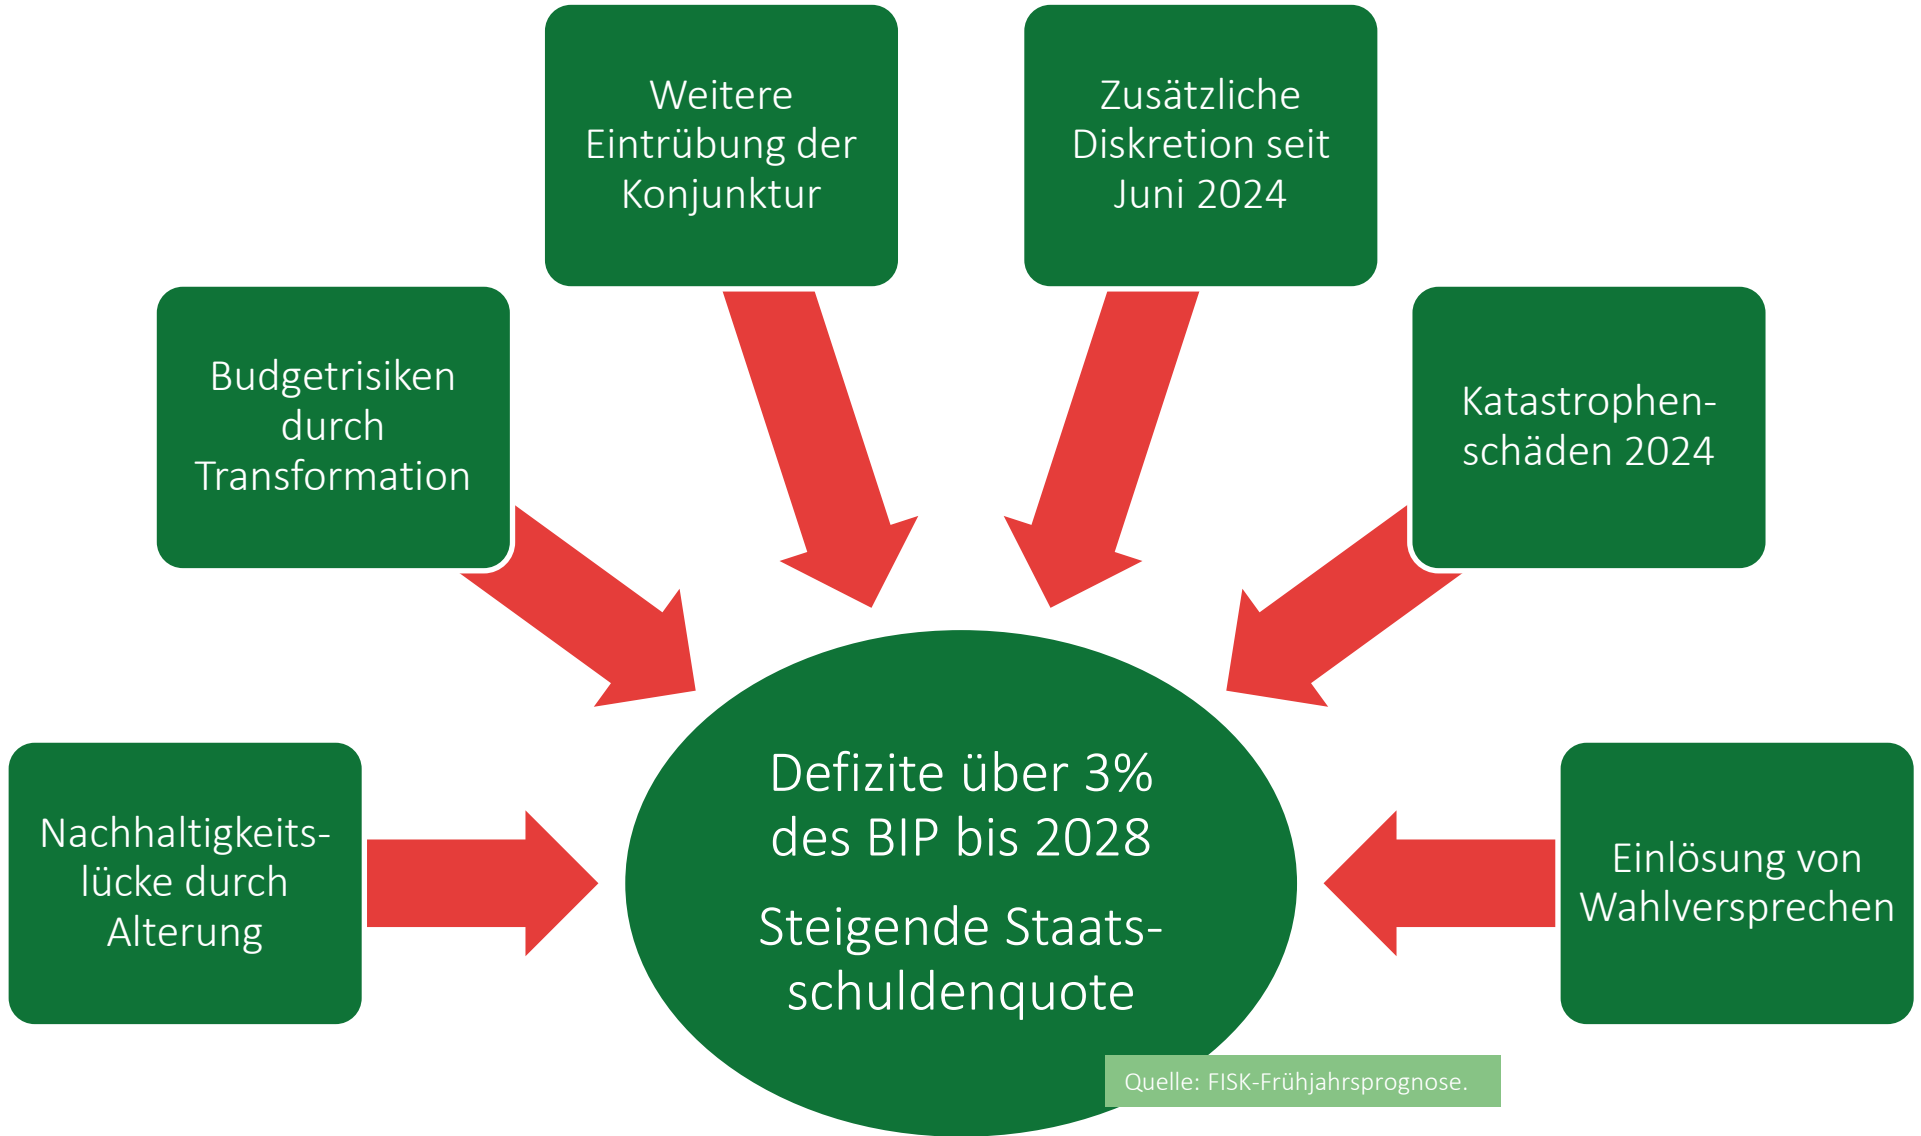 Weitere
Eintrübung der
Konjunktur
Zusätzliche
Diskretion seit
Juni 2024
Budgetrisiken
durch
Transformation
Katastrophen-
schäden 2024
Nachhaltigkeits-
lücke durch
Alterung
Defizite über 3%
des BIP bis 2028
Steigende Staats-
schuldenquote
Einlösung von
Wahlversprechen
Quelle: FISK-Frühjahrsprognose.